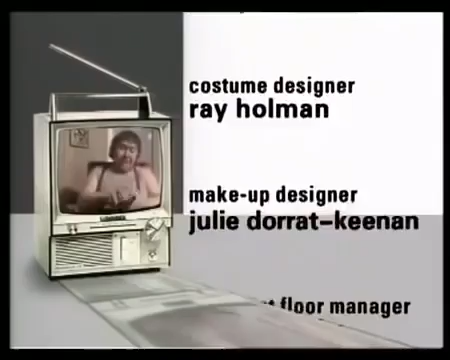 costume designer
ray holman
make-up designer
julie dorrat-keenan
floor manager